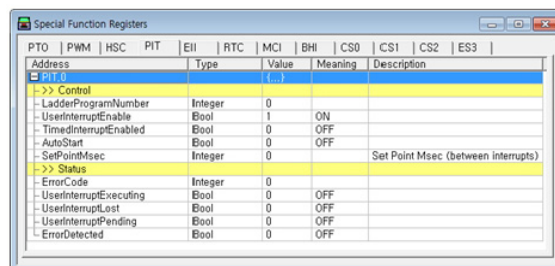 Special Function Registers
PTO | PWM | HSC | PIT | EII | RTC | MCI | BHI | CS0 | CS1 | CS2 | ES3 |
Address Type Value Meaning Description
PIT.0 {...}
>> Control
LadderProgramNumber Integer 0
UserInterruptEnable Bool 1 ON
TimedInterruptEnabled Bool 0 OFF
AutoStart Bool 0 OFF
SetPointMsec Integer 0 Set Point Msec (between interrupts)
>> Status
ErrorCode Integer 0
UserInterruptExecuting Bool 0 OFF
UserInterruptLost Bool 0 OFF
UserInterruptPending Bool 0 OFF
ErrorDetected Bool 0 OFF